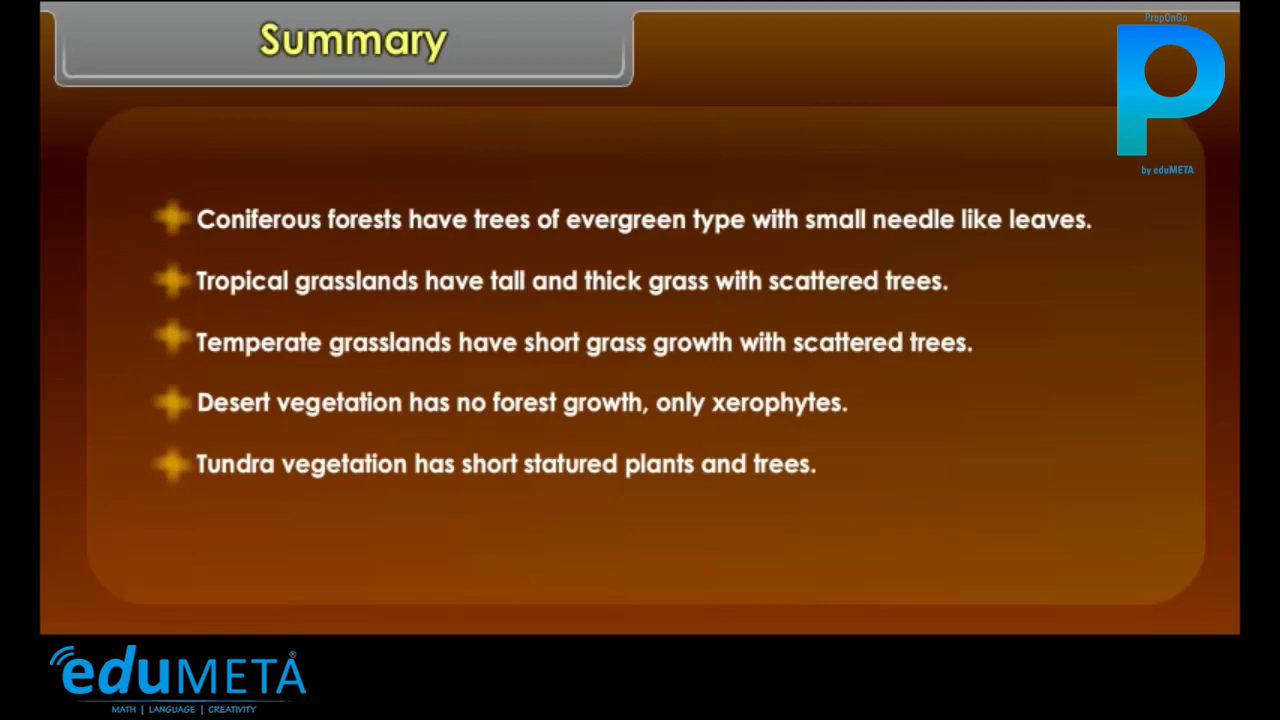 Summary
PrepOnGo
P
by eduMETA
Coniferous forests have trees of evergreen type with small needle like leaves.
Tropical grasslands have tall and thick grass with scattered trees.
Temperate grasslands have short grass growth with scattered trees.
Desert vegetation has no forest growth, only xerophytes.
Tundra vegetation has short statured plants and trees.
eduMETA®
MATH | LANGUAGE | CREATIVITY